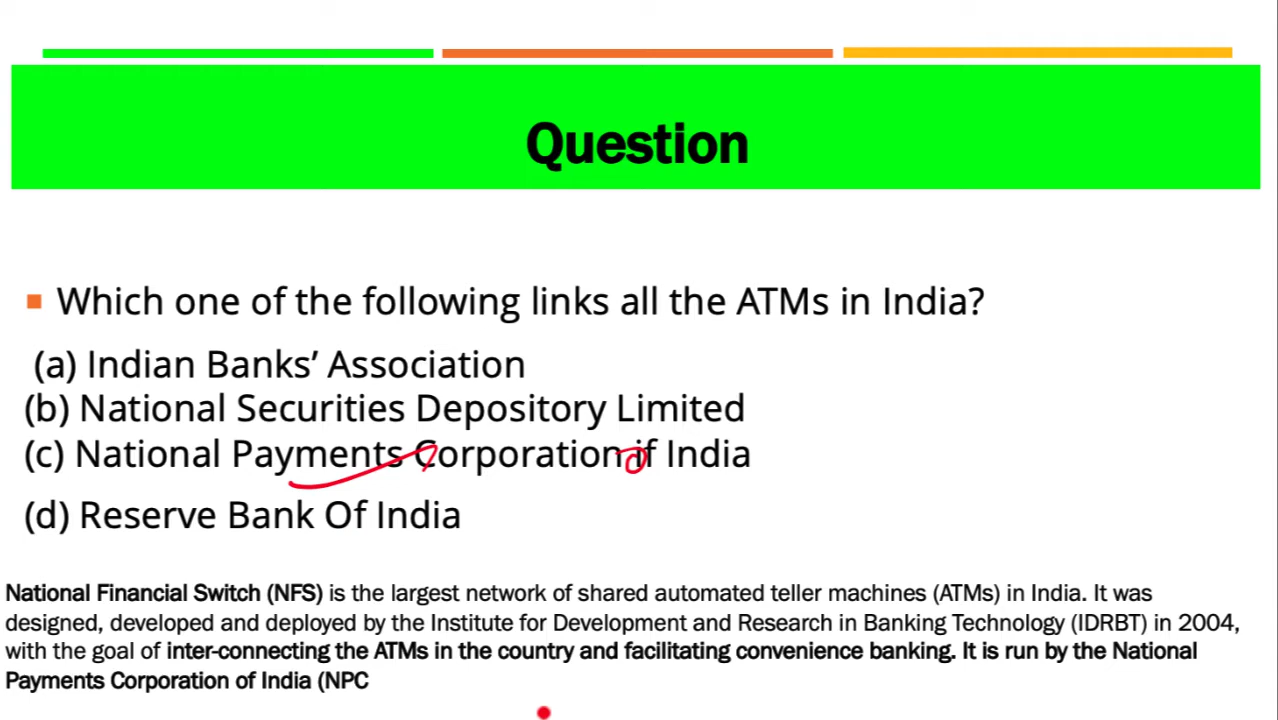 Question
Which one of the following links all the ATMs in India?
(a) Indian Banks’ Association
(b) National Securities Depository Limited
(c) National Payments Corporation if India
(d) Reserve Bank Of India
National Financial Switch (NFS) is the largest network of shared automated teller machines (ATMs) in India. It was
designed, developed and deployed by the Institute for Development and Research in Banking Technology (IDRBT) in 2004,
with the goal of inter-connecting the ATMs in the country and facilitating convenience banking. It is run by the National
Payments Corporation of India (NPC